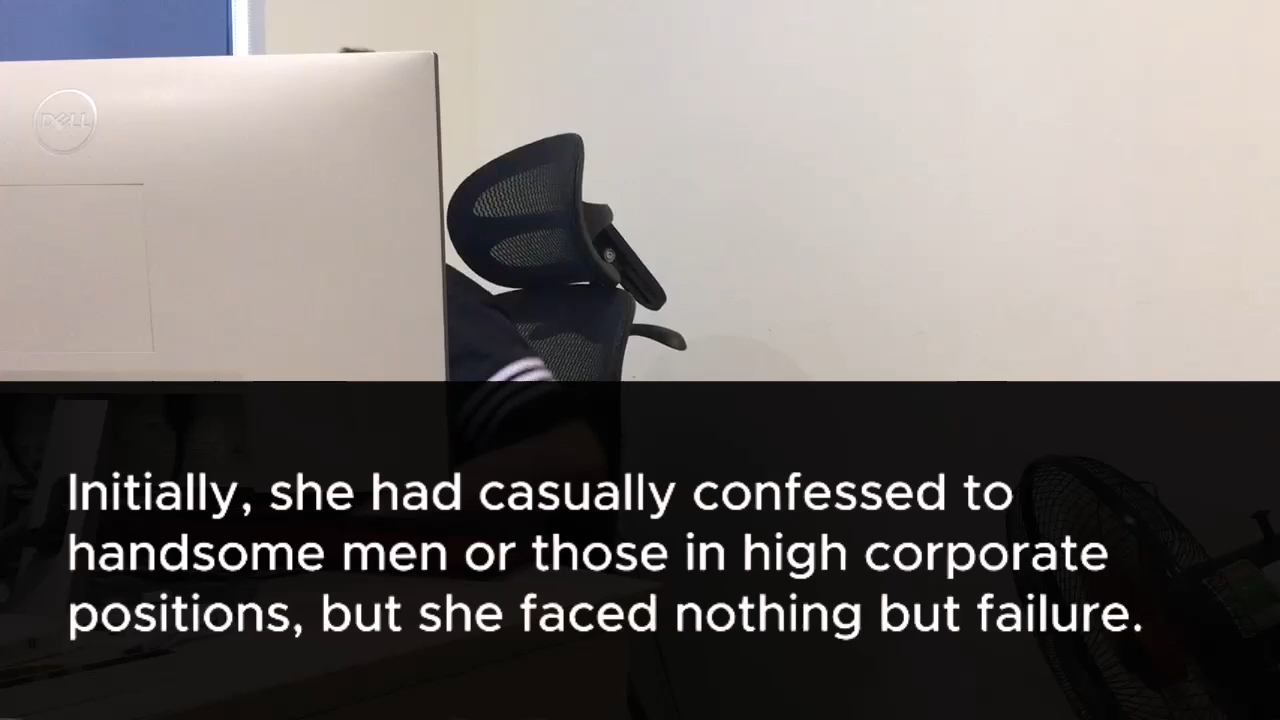 DELL
Initially, she had casually confessed to
handsome men or those in high corporate
positions, but she faced nothing but failure.